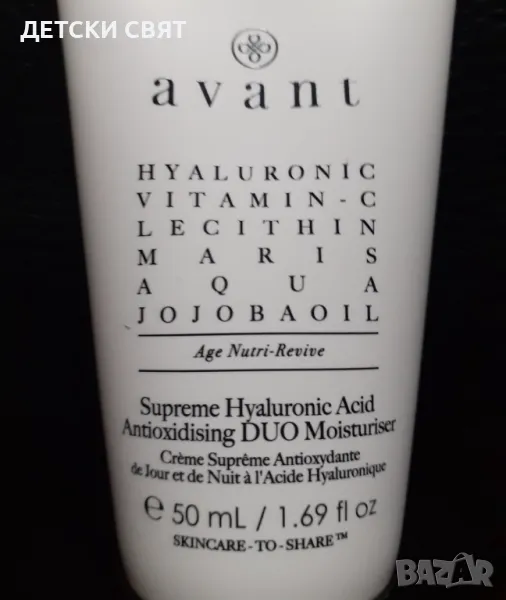 ДЕТСКИ СВЯТ
avant
HYALURONIC
VITAMIN-C
LECITHIN
MARIS
AQUA
JOJOBAOIL
Age Nutri-Revive
Supreme Hyaluronic Acid
Antioxidising DUO Moisturiser
Crème Suprême Antioxydante
de Jour et de Nuit à l'Acide Hyaluronique
℮ 50 mL / 1.69 fl oz
SKINCARE-TO-SHARE™
BAZAR